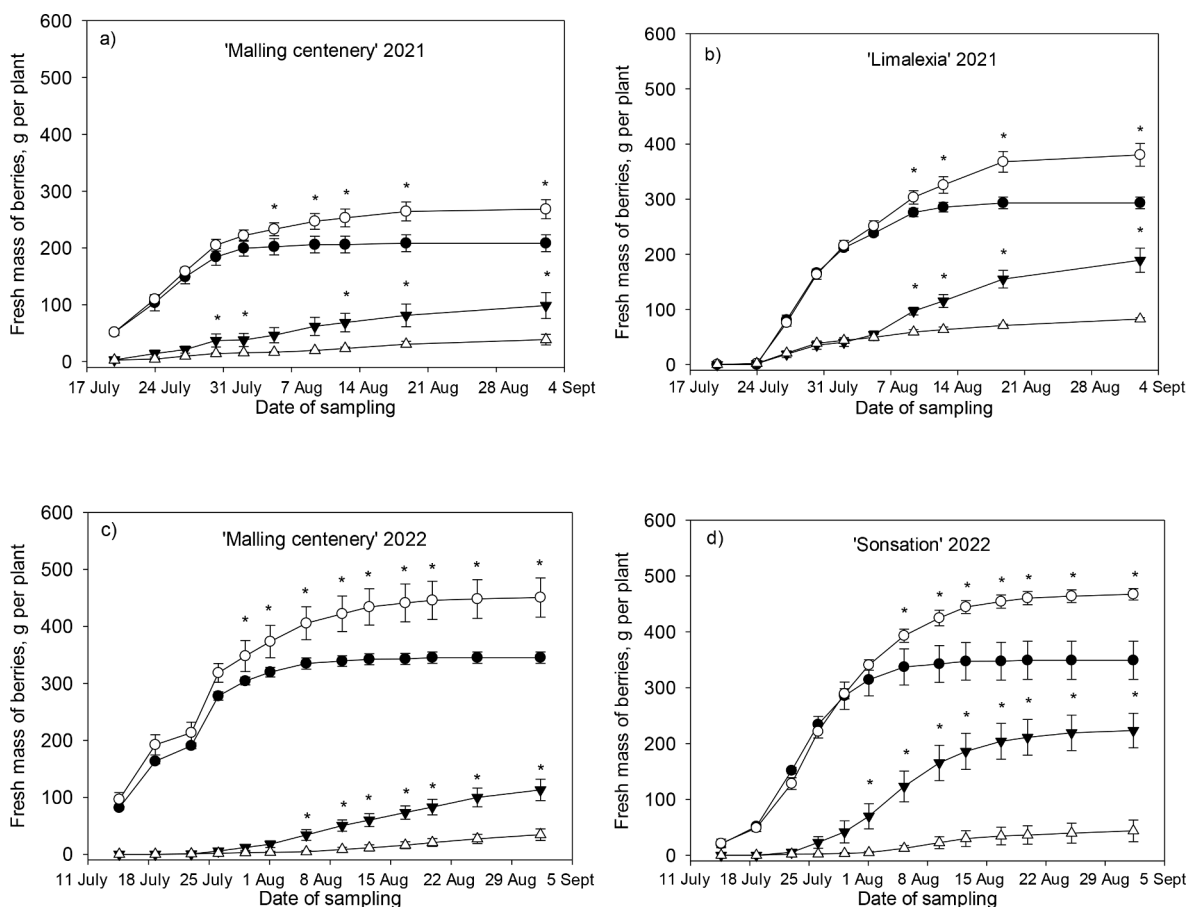 a)
'Malling centenery' 2021
Fresh mass of berries, g per plant
600
500
400
300
200
100
0
* * * * *
* * * * *
17 July 24 July 31 July 7 Aug 14 Aug 21 Aug 28 Aug 4 Sept
Date of sampling
b)
'Limalexia' 2021
Fresh mass of berries, g per plant
600
500
400
300
200
100
0
* * * *
* * * *
17 July 24 July 31 July 7 Aug 14 Aug 21 Aug 28 Aug 4 Sept
Date of sampling
c)
'Malling centenery' 2022
Fresh mass of berries, g per plant
600
500
400
300
200
100
0
* * * * * * * * *
* * * * * * *
11 July 18 July 25 July 1 Aug 8 Aug 15 Aug 22 Aug 29 Aug 5 Sept
Date of sampling
d)
'Sonsation' 2022
Fresh mass of berries, g per plant
600
500
400
300
200
100
0
* * * * * * *
* * * * * * * *
11 July 18 July 25 July 1 Aug 8 Aug 15 Aug 22 Aug 29 Aug 5 Sept
Date of sampling